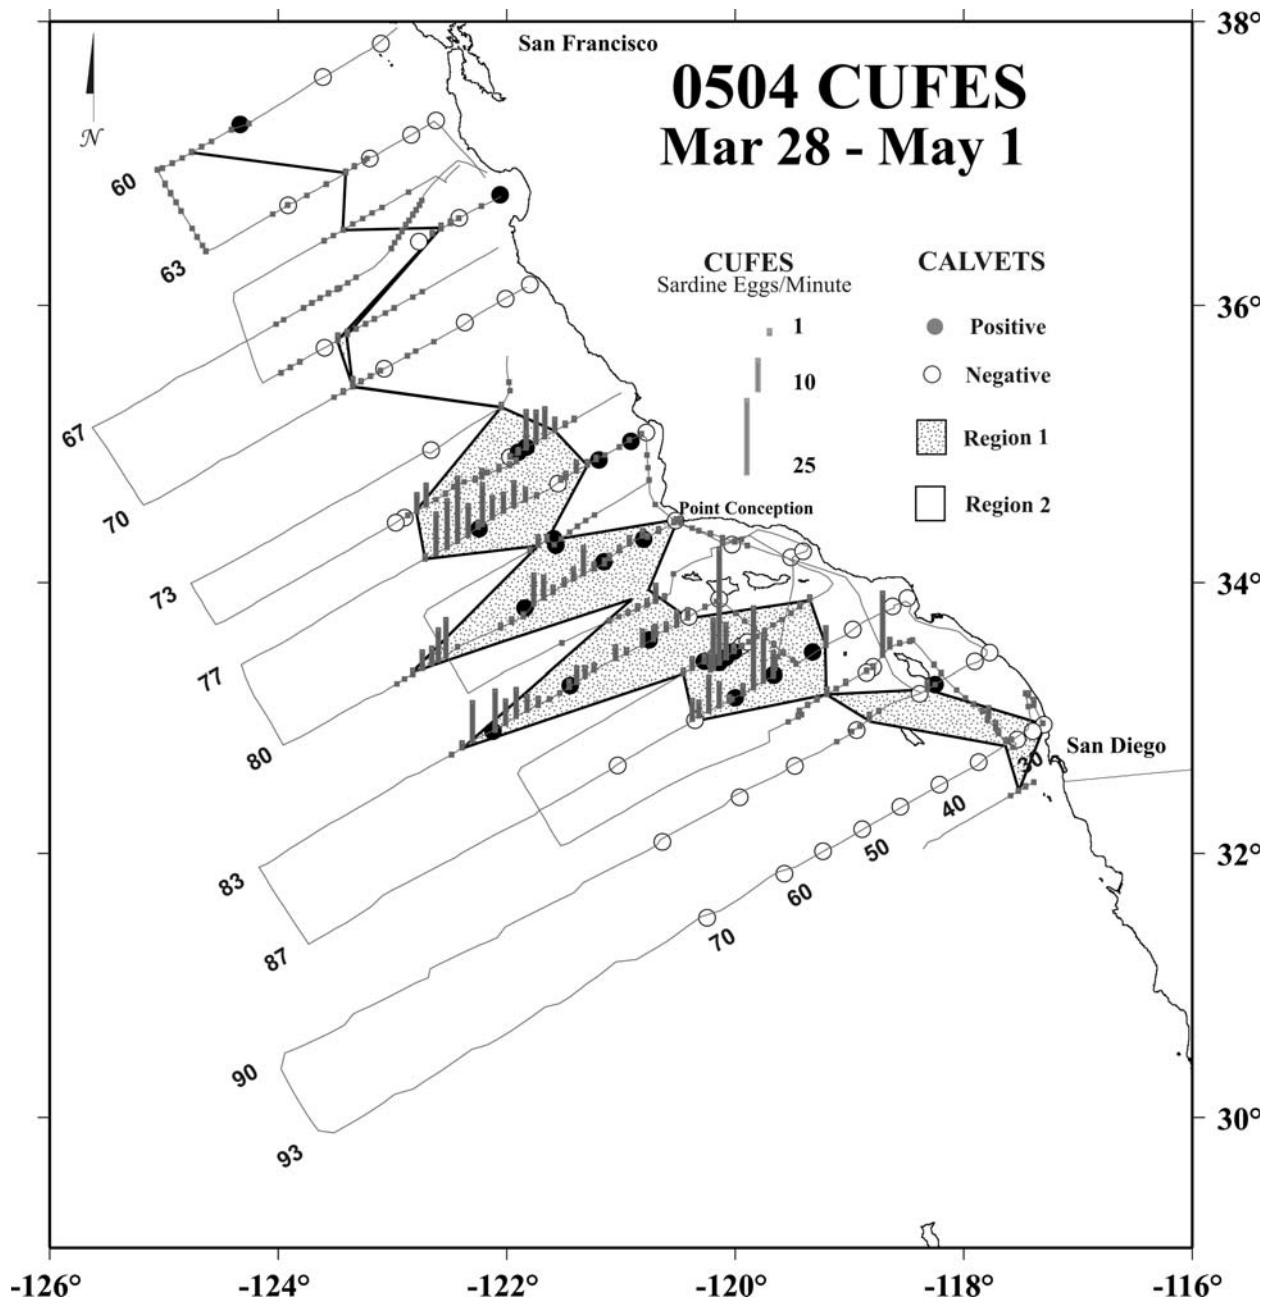 38°
San Francisco
0504 CUFES
Mar 28 - May 1
N
60
63
CUFES
Sardine Eggs/Minute
CALVETS
1
Positive
36°
10
Negative
67
Region 1
25
70
Point Conception
Region 2
73
34°
77
80
San Diego
30
40
83
50
32°
60
87
70
90
93
30°
-126°
-124°
-122°
-120°
-118°
-116°